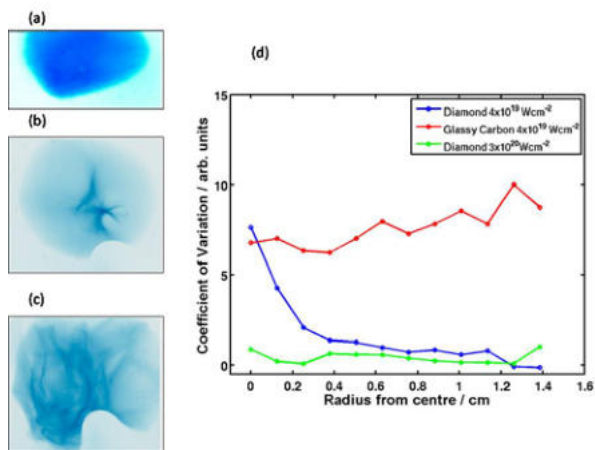 (a)
(b)
(c)
(d)
15
10
5
0
Coefficient of Variation / arb. units
Diamond 4x10¹⁹ Wcm⁻²
Glassy Carbon 4x10¹⁹ Wcm⁻²
Diamond 3x10²⁰Wcm⁻²
0 0.2 0.4 0.6 0.8 1 1.2 1.4 1.6
Radius from centre / cm